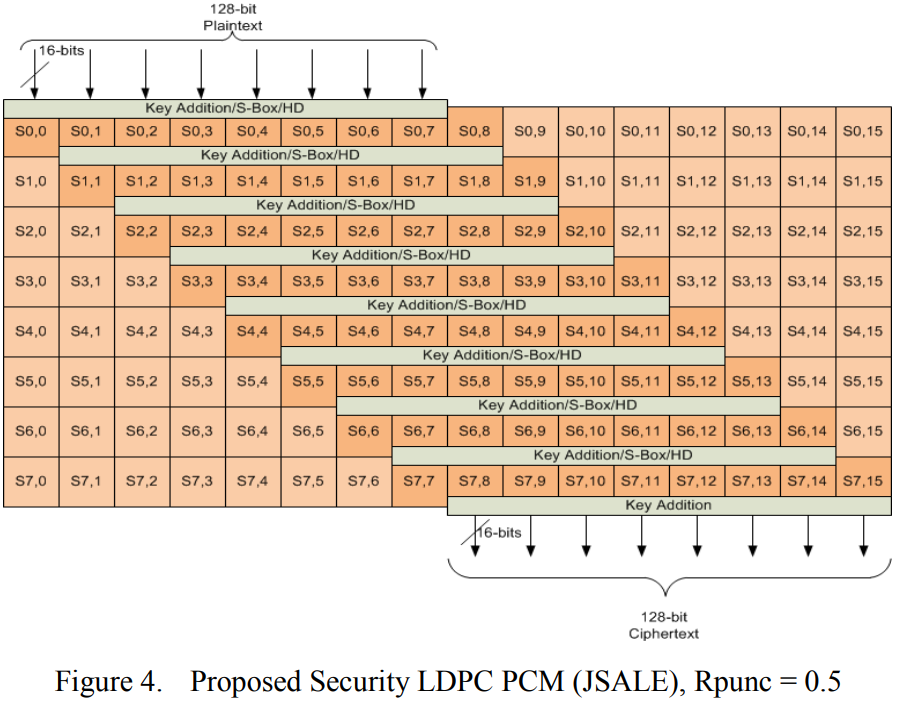 128-bit
Plaintext
16-bits
Key Addition/S-Box/HD
S0,0 S0,1 S0,2 S0,3 S0,4 S0,5 S0,6 S0,7 S0,8 S0,9 S0,10 S0,11 S0,12 S0,13 S0,14 S0,15
Key Addition/S-Box/HD
S1,0 S1,1 S1,2 S1,3 S1,4 S1,5 S1,6 S1,7 S1,8 S1,9 S1,10 S1,11 S1,12 S1,13 S1,14 S1,15
Key Addition/S-Box/HD
S2,0 S2,1 S2,2 S2,3 S2,4 S2,5 S2,6 S2,7 S2,8 S2,9 S2,10 S2,11 S2,12 S2,13 S2,14 S2,15
Key Addition/S-Box/HD
S3,0 S3,1 S3,2 S3,3 S3,4 S3,5 S3,6 S3,7 S3,8 S3,9 S3,10 S3,11 S3,12 S3,13 S3,14 S3,15
Key Addition/S-Box/HD
S4,0 S4,1 S4,2 S4,3 S4,4 S4,5 S4,6 S4,7 S4,8 S4,9 S4,10 S4,11 S4,12 S4,13 S4,14 S4,15
Key Addition/S-Box/HD
S5,0 S5,1 S5,2 S5,3 S5,4 S5,5 S5,6 S5,7 S5,8 S5,9 S5,10 S5,11 S5,12 S5,13 S5,14 S5,15
Key Addition/S-Box/HD
S6,0 S6,1 S6,2 S6,3 S6,4 S6,5 S6,6 S6,7 S6,8 S6,9 S6,10 S6,11 S6,12 S6,13 S6,14 S6,15
Key Addition/S-Box/HD
S7,0 S7,1 S7,2 S7,3 S7,4 S7,5 S7,6 S7,7 S7,8 S7,9 S7,10 S7,11 S7,12 S7,13 S7,14 S7,15
Key Addition
16-bits
128-bit
Ciphertext
Figure 4. Proposed Security LDPC PCM (JSALE), Rpunc = 0.5